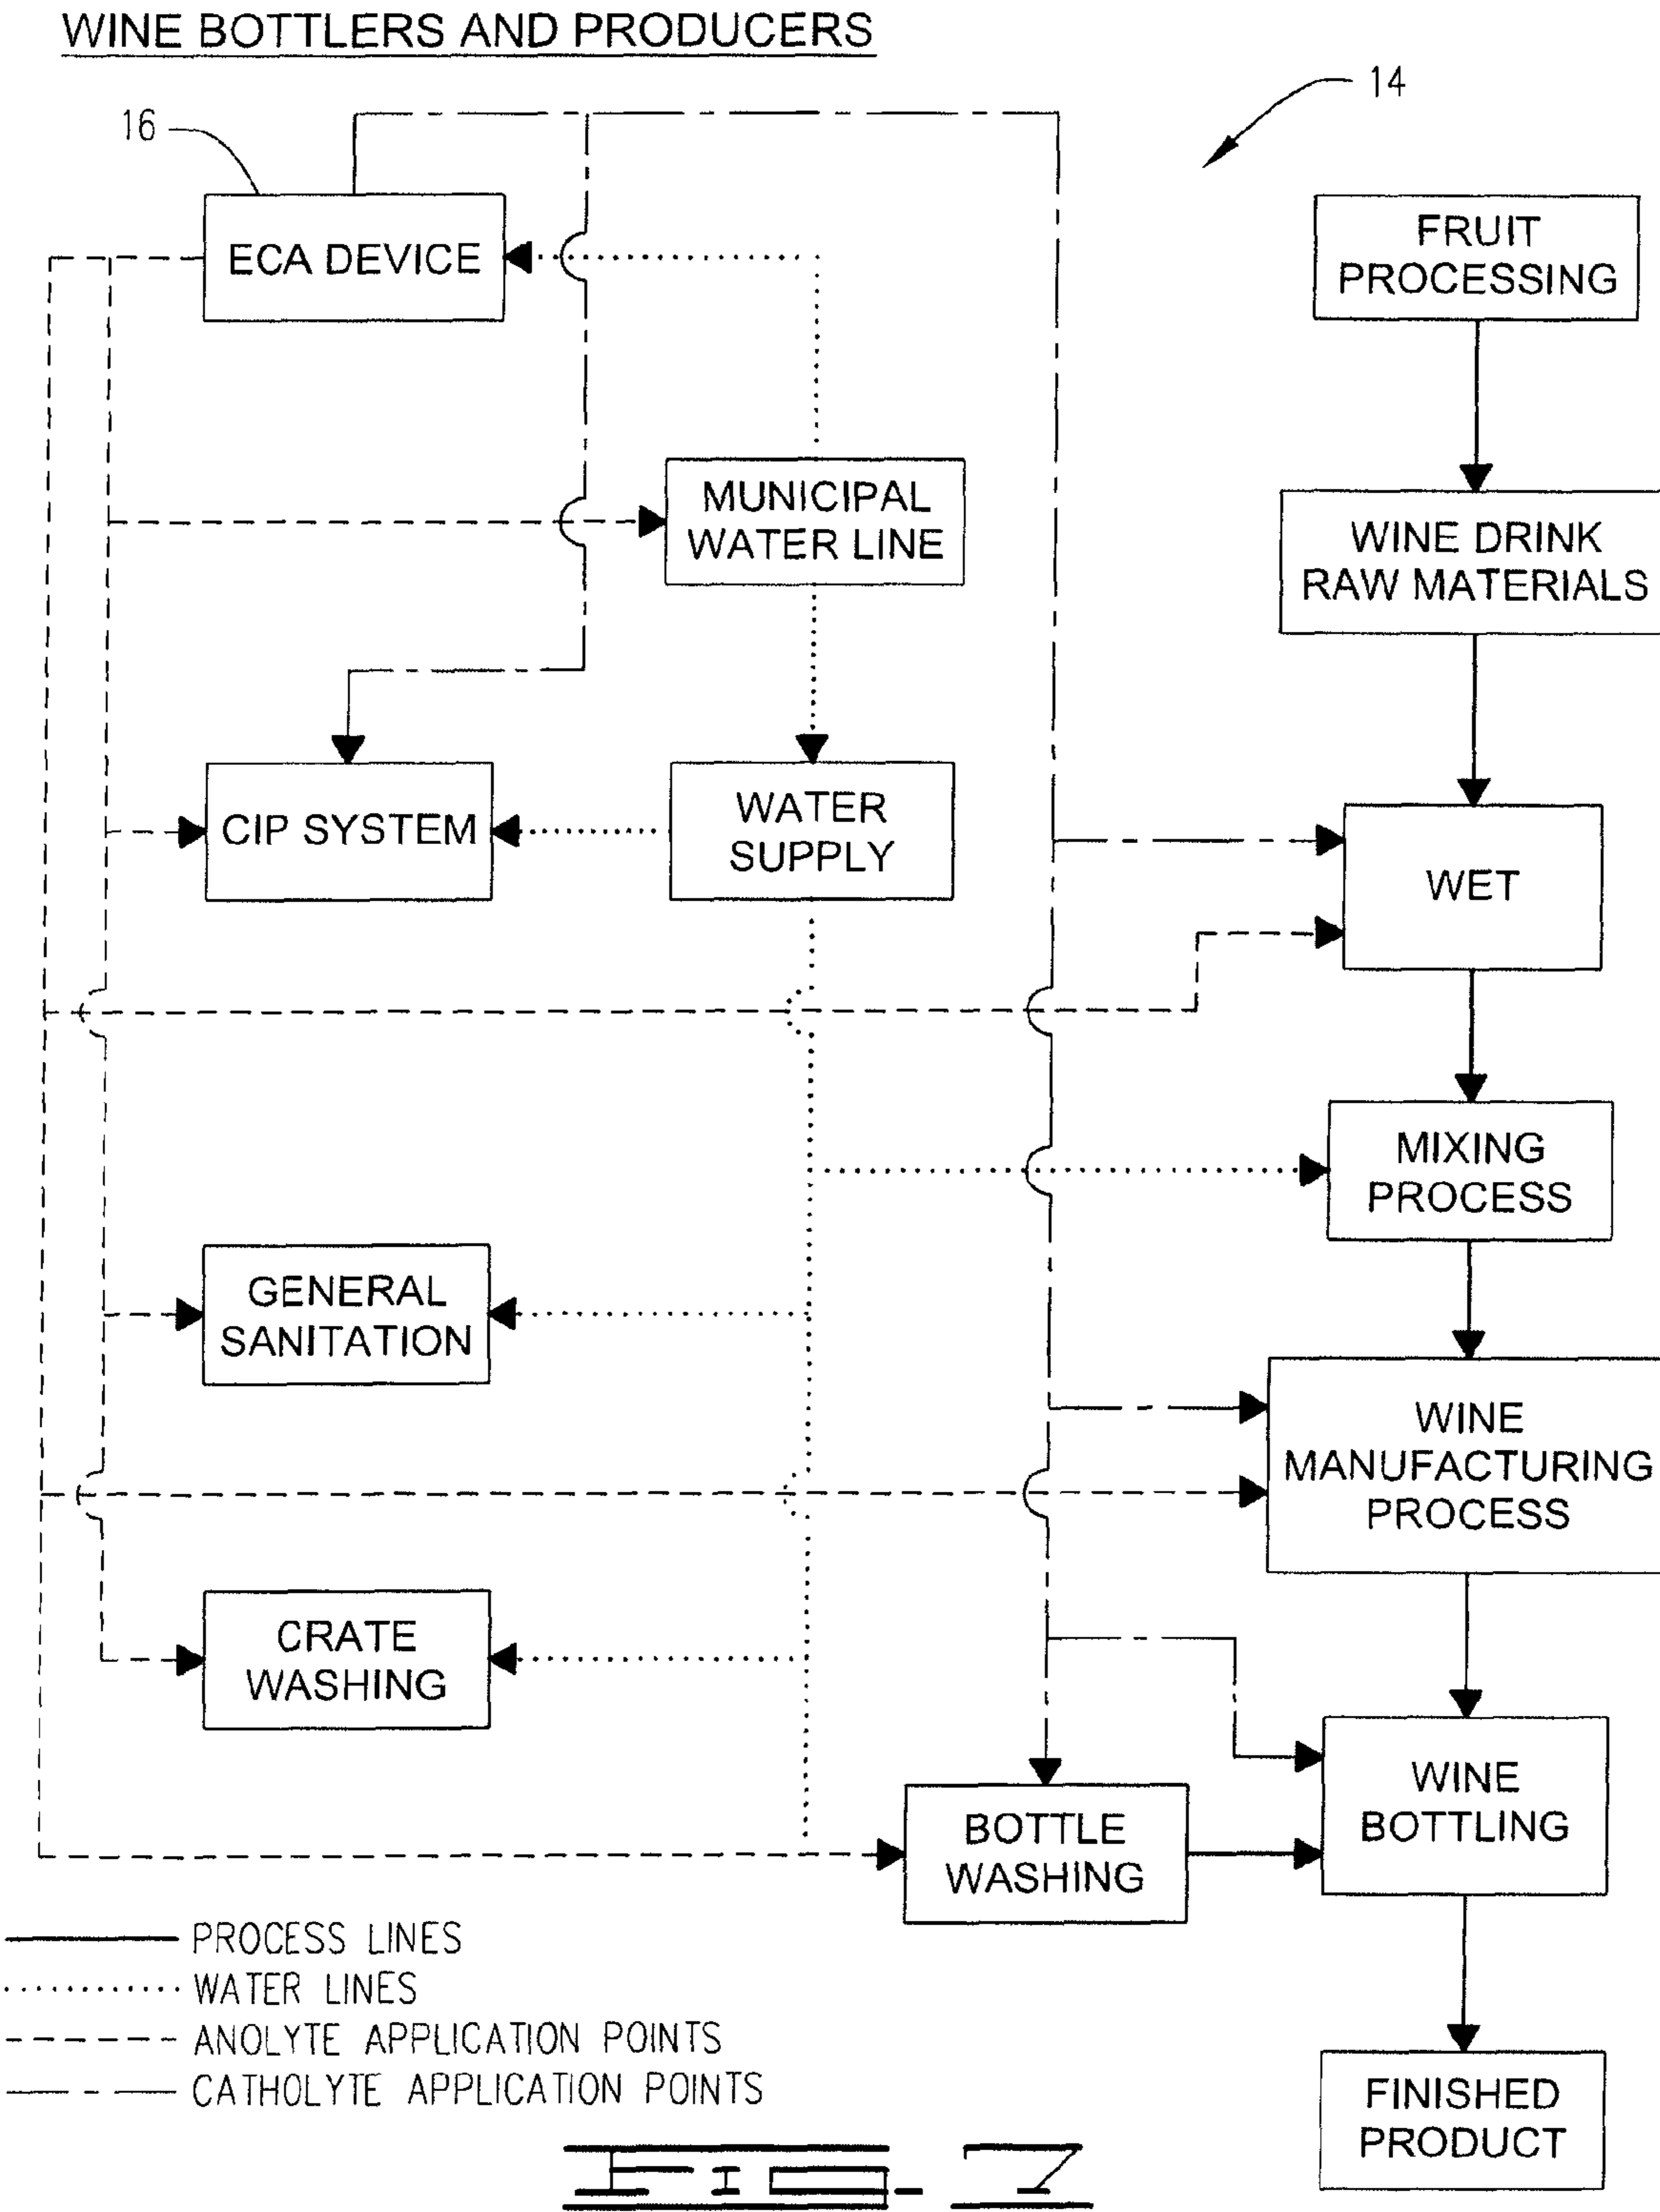 WINE BOTTLERS AND PRODUCERS
14
16
ECA DEVICE
FRUIT
PROCESSING
MUNICIPAL
WATER LINE
WINE DRINK
RAW MATERIALS
CIP SYSTEM
WATER
SUPPLY
WET
MIXING
PROCESS
GENERAL
SANITATION
WINE
MANUFACTURING
PROCESS
CRATE
WASHING
BOTTLE
WASHING
WINE
BOTTLING
PROCESS LINES
WATER LINES
ANOLYTE APPLICATION POINTS
CATHOLYTE APPLICATION POINTS
FINISHED
PRODUCT
FIG. 7